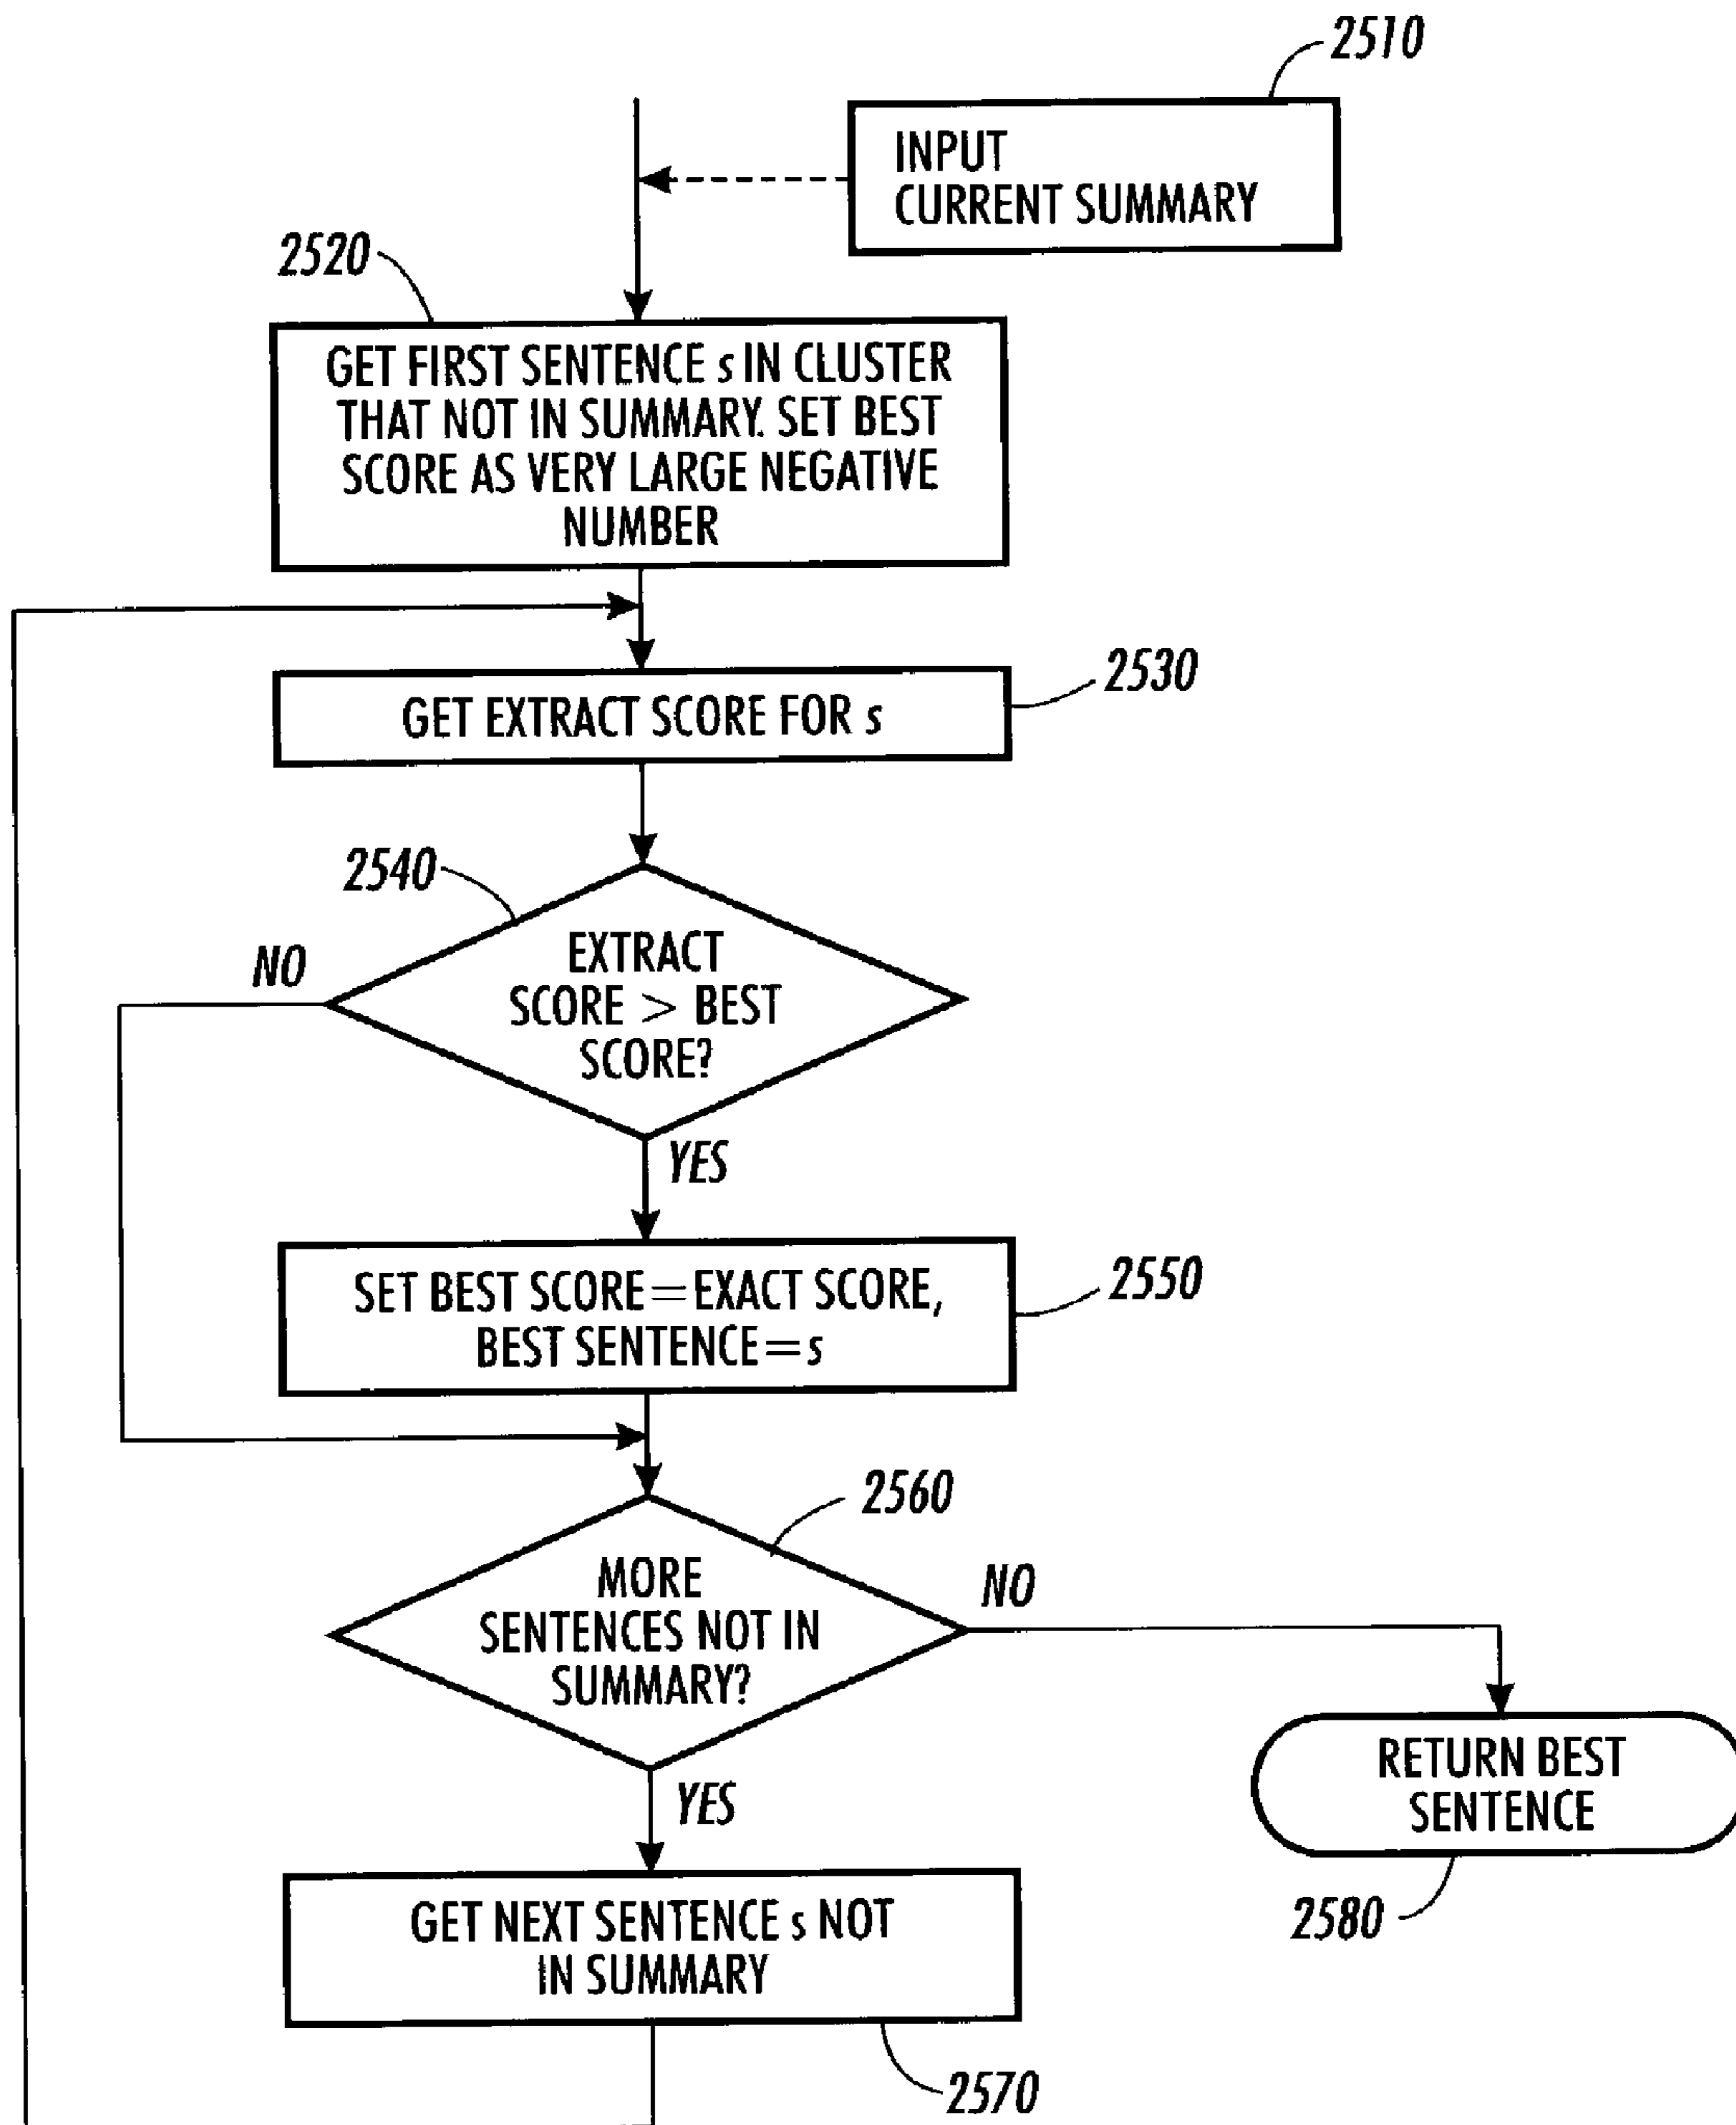 2510
INPUT
CURRENT SUMMARY
2520
GET FIRST SENTENCE s IN CLUSTER
THAT NOT IN SUMMARY. SET BEST
SCORE AS VERY LARGE NEGATIVE
NUMBER
2530
GET EXTRACT SCORE FOR s
2540
NO
EXTRACT
SCORE > BEST
SCORE?
YES
2550
SET BEST SCORE=EXACT SCORE,
BEST SENTENCE=s
2560
MORE
SENTENCES NOT IN
SUMMARY?
NO
YES
RETURN BEST
SENTENCE
2580
GET NEXT SENTENCE s NOT
IN SUMMARY
2570